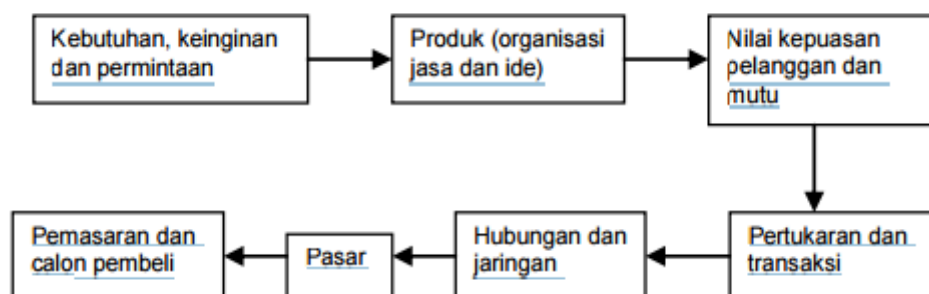 Kebutuhan, keinginan
dan permintaan
Produk (organisasi
jasa dan ide)
Nilai kepuasan
pelanggan dan
mutu
Pertukaran dan
transaksi
Hubungan dan
jaringan
Pasar
Pemasaran dan
calon pembeli